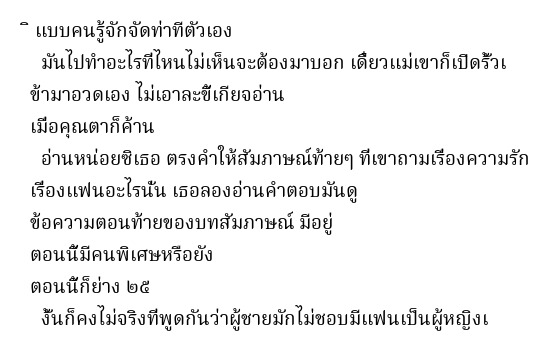 ิ แบบคนรู้จักจัดท่าทีตัวเอง
มันไปทำอะไรที่ไหนไม่เห็นจะต้องมาบอก เดี๋ยวแม่เขาก็เปิดรั้วเ
ข้ามาอวดเอง ไม่เอาละขี้เกียจอ่าน
เมื่อคุณตาก็ค้าน
อ่านหน่อยซิเธอ ตรงคำให้สัมภาษณ์ท้ายๆ ที่เขาถามเรื่องความรัก
เรื่องแฟนอะไรนั่น เธอลองอ่านคำตอบมันดู
ข้อความตอนท้ายของบทสัมภาษณ์ มีอยู่
ตอนนี้มีคนพิเศษหรือยัง
ตอนนี้ก็ย่าง ๒๕
งั้นก็คงไม่จริงที่พูดกันว่าผู้ชายมักไม่ชอบมีแฟนเป็นผู้หญิงเ